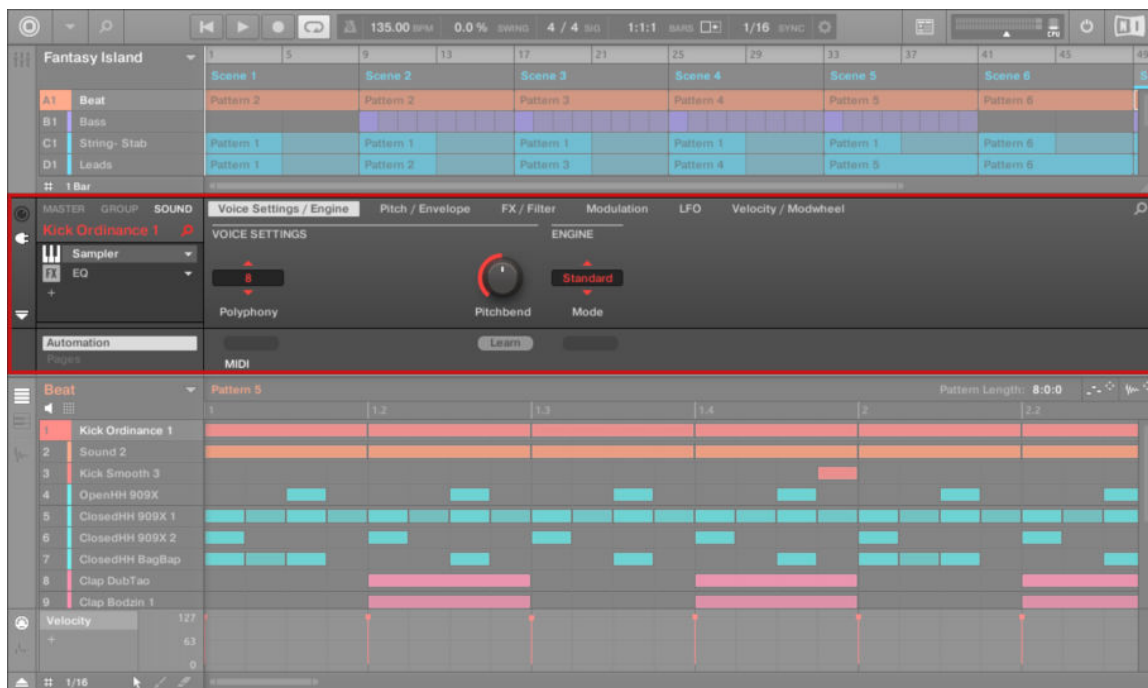 135.00 BPM 0.0 % SWING 4 / 4 SIG 1:1:1 BARS 1/16 SYNC CPU NI
Fantasy Island 1 5 9 13 17 21 25 29 33 37 41 45 49
Scene 1 Scene 2 Scene 3 Scene 4 Scene 5 Scene 6 S
A1 Beat Pattern 2 Pattern 2 Pattern 3 Pattern 4 Pattern 5 Pattern 6
B1 Bass
C1 String- Stab Pattern 1 Pattern 1 Pattern 1 Pattern 1 Pattern 1 Pattern 6
D1 Leads Pattern 1 Pattern 2 Pattern 3 Pattern 4 Pattern 5 Pattern 6
1 Bar
MASTER GROUP SOUND Voice Settings / Engine Pitch / Envelope FX / Filter Modulation LFO Velocity / Modwheel
Kick Ordinance 1 VOICE SETTINGS ENGINE
Sampler
FX EQ 8 Standard
+
Polyphony Pitchbend Mode
Automation Learn
Pages MIDI
Beat Pattern 5 Pattern Length: 8:0:0
1 1.2 1.3 1.4 2 2.2
1 Kick Ordinance 1
2 Sound 2
3 Kick Smooth 3
4 OpenHH 909X
5 ClosedHH 909X 1
6 ClosedHH 909X 2
7 ClosedHH BagBap
8 Clap DubTao
9 Clap Bodzin 1
Velocity 127
+ 63
0
1/16